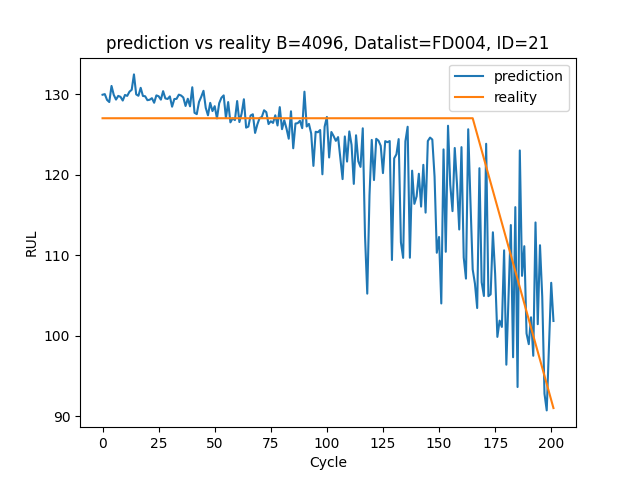 prediction vs reality B=4096, Datalist=FD004, ID=21
prediction
reality
130
120
110
100
90
RUL
0 25 50 75 100 125 150 175 200
Cycle